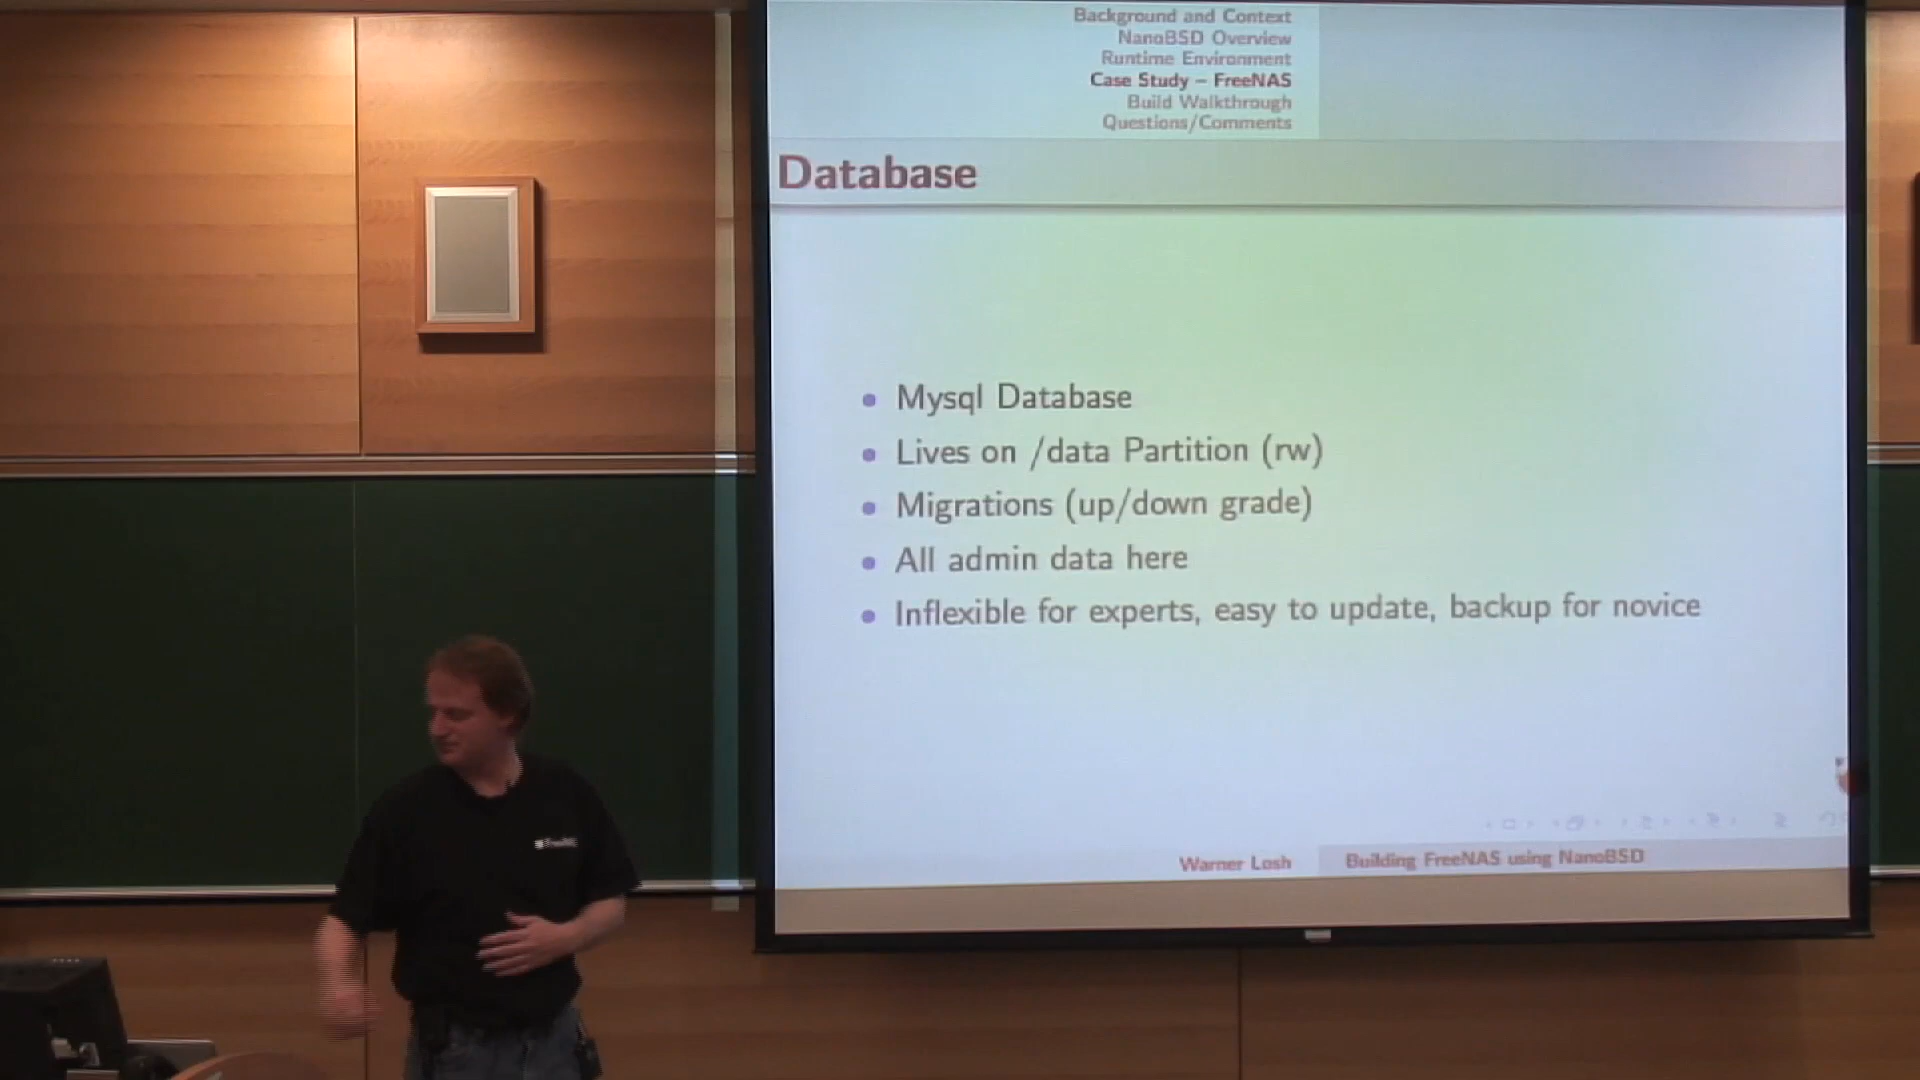 Background and Context
NanoBSD Overview
Runtime Environment
Case Study – FreeNAS
Build Walkthrough
Questions/Comments
Database
Mysql Database
Lives on /data Partition (rw)
Migrations (up/down grade)
All admin data here
Inflexible for experts, easy to update, backup for novice
Warner Losh
Building FreeNAS using NanoBSD